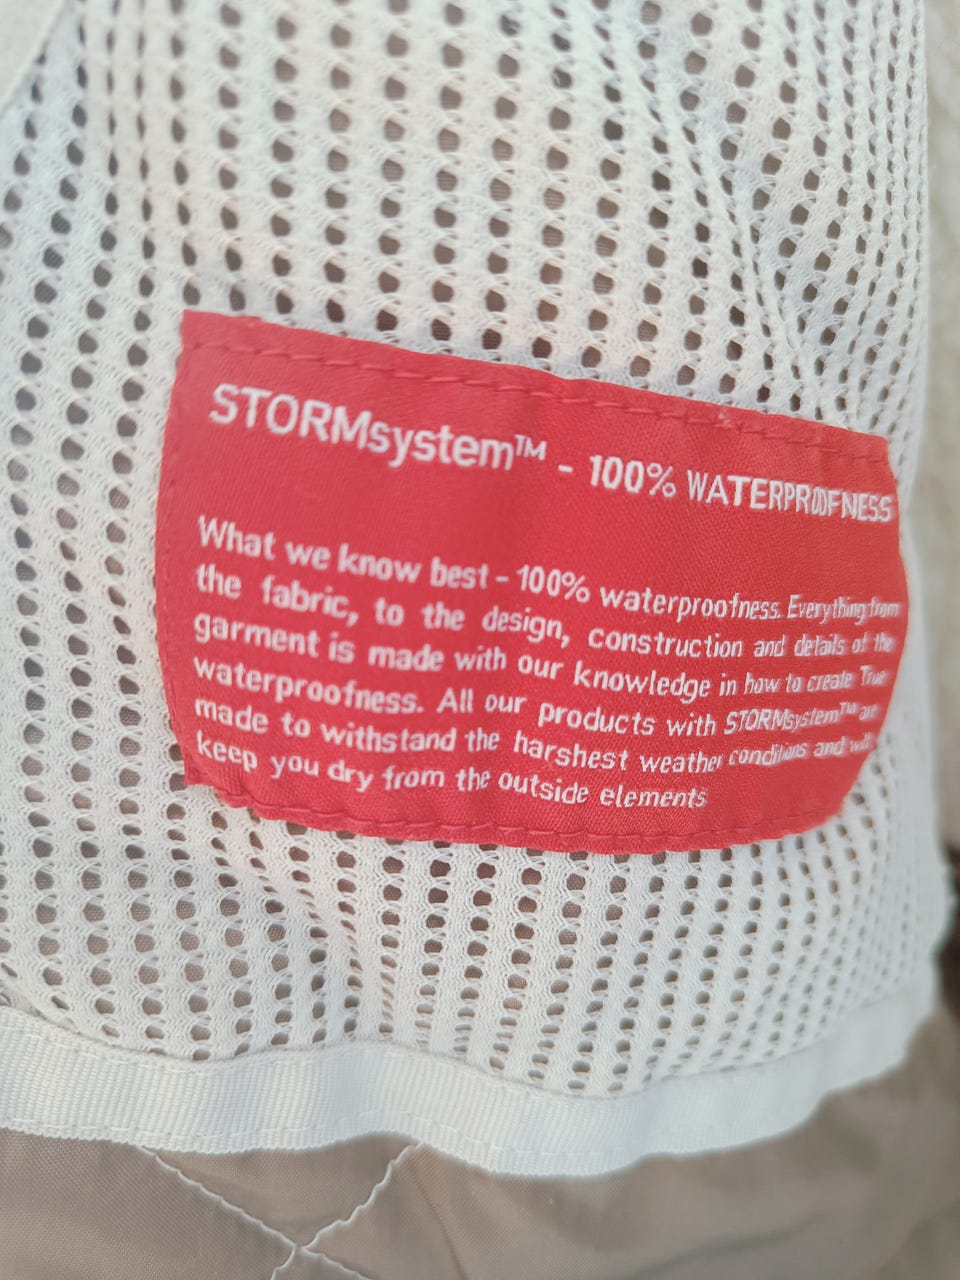 STORMsystem™ - 100% WATERPROOFNESS
What we know best - 100% waterproofness. Everything from
the fabric, to the design, construction and details of the
garment is made with our knowledge in how to create True
waterproofness. All our products with STORMsystem™ are
made to withstand the harshest weather conditions and will
keep you dry from the outside elements